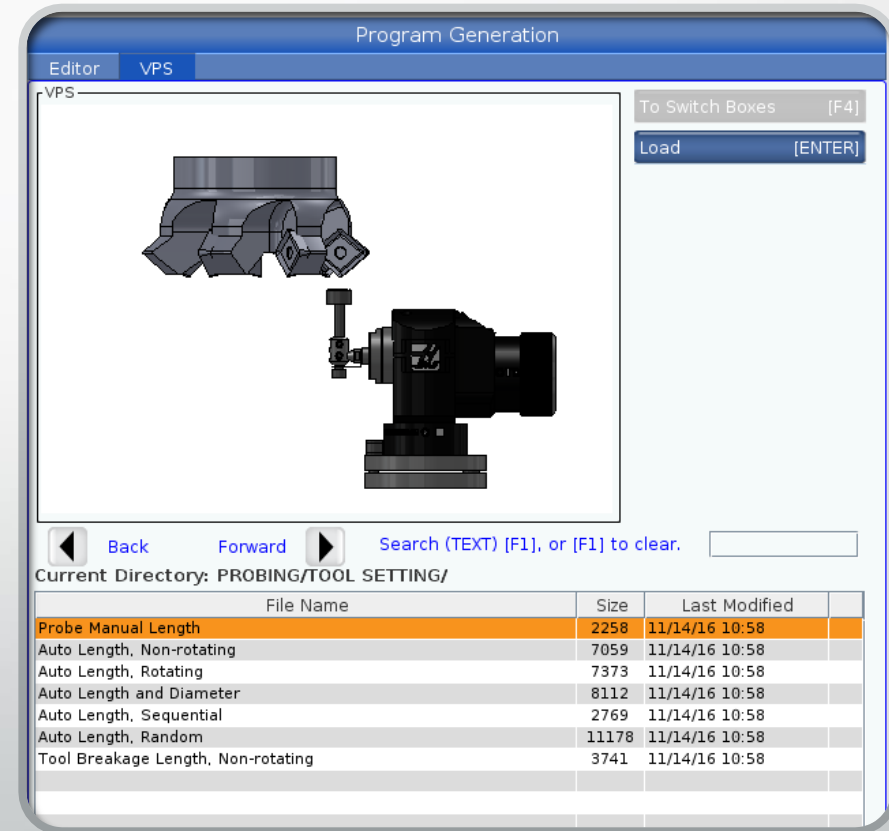 Program Generation
Editor VPS
VPS
To Switch Boxes [F4]
Load [ENTER]
Back Forward Search (TEXT) [F1], or [F1] to clear.
Current Directory: PROBING/TOOL SETTING/
File Name Size Last Modified
Probe Manual Length 2258 11/14/16 10:58
Auto Length, Non-rotating 7059 11/14/16 10:58
Auto Length, Rotating 7373 11/14/16 10:58
Auto Length and Diameter 8112 11/14/16 10:58
Auto Length, Sequential 2769 11/14/16 10:58
Auto Length, Random 11178 11/14/16 10:58
Tool Breakage Length, Non-rotating 3741 11/14/16 10:58